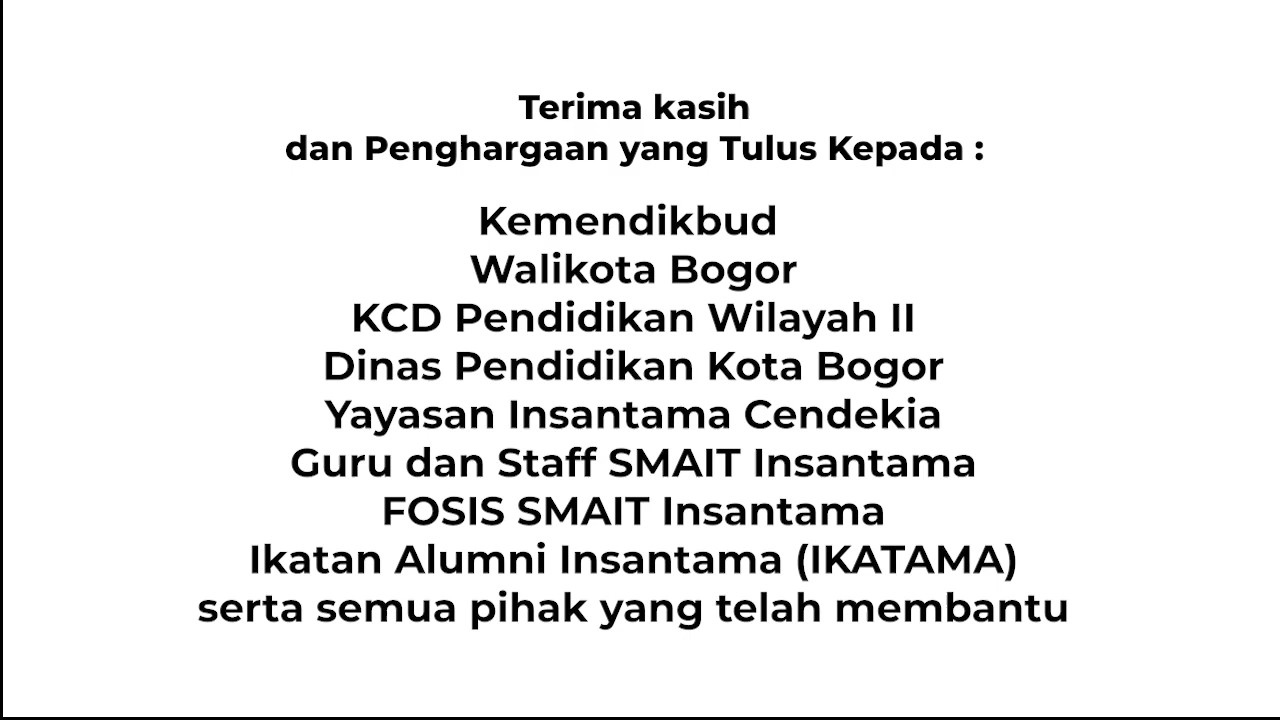 Terima kasih
dan Penghargaan yang Tulus Kepada :
Kemendikbud
Walikota Bogor
KCD Pendidikan Wilayah II
Dinas Pendidikan Kota Bogor
Yayasan Insantama Cendekia
Guru dan Staff SMAIT Insantama
FOSIS SMAIT Insantama
Ikatan Alumni Insantama (IKATAMA)
serta semua pihak yang telah membantu